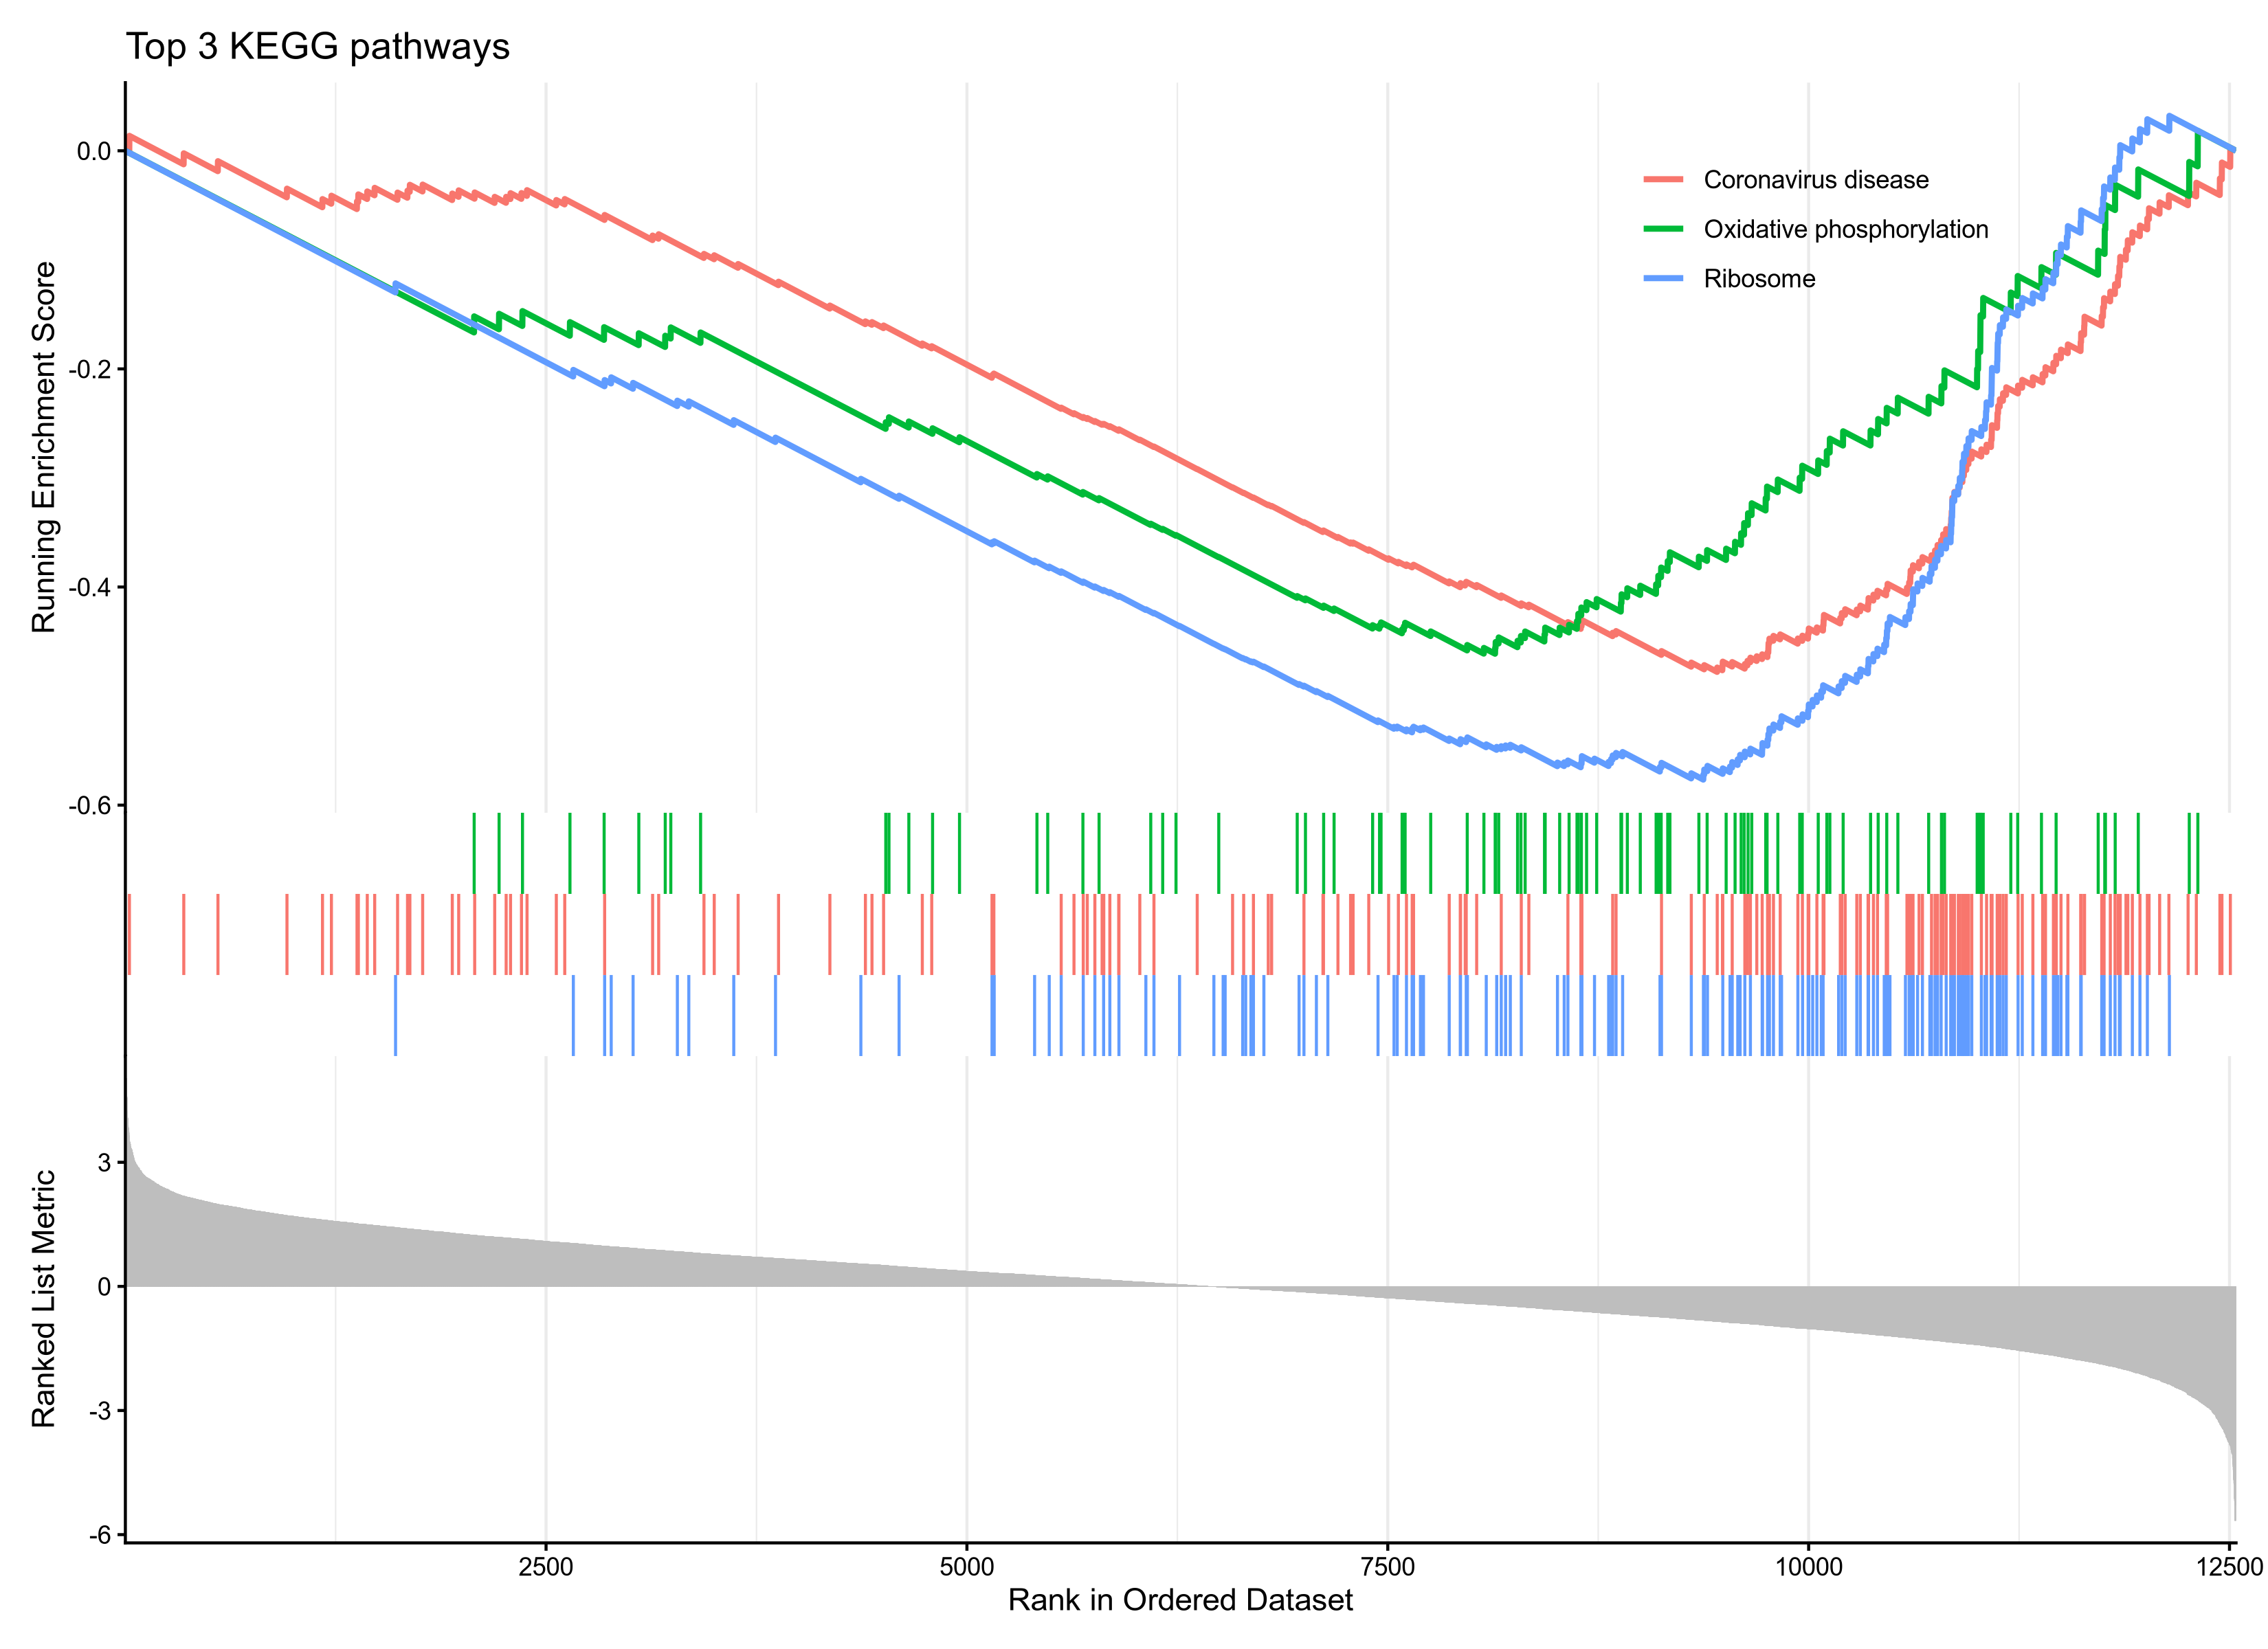 Top 3 KEGG pathways
Running Enrichment Score
0.0
-0.2
-0.4
-0.6
Coronavirus disease
Oxidative phosphorylation
Ribosome
Ranked List Metric
3
0
-3
-6
2500 5000 7500 10000 12500
Rank in Ordered Dataset